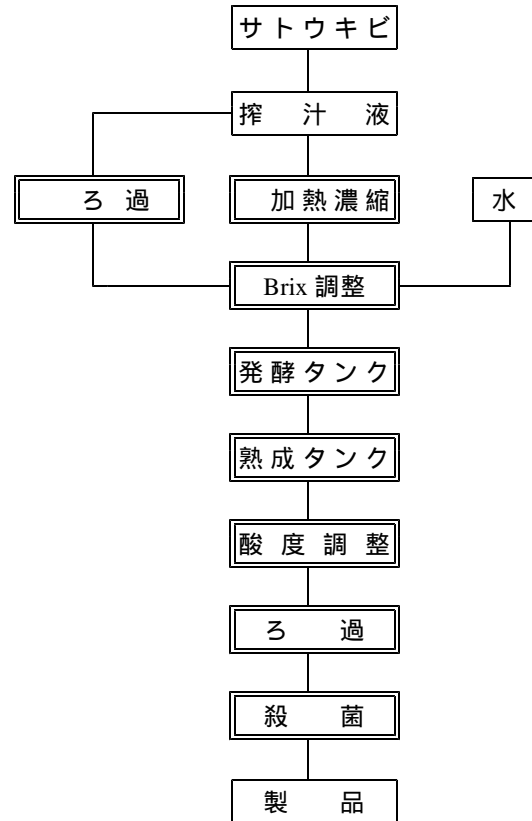 サトウキビ
搾汁液
ろ過
加熱濃縮
水
Brix 調整
発酵タンク
熟成タンク
酸度調整
ろ過
殺菌
製品